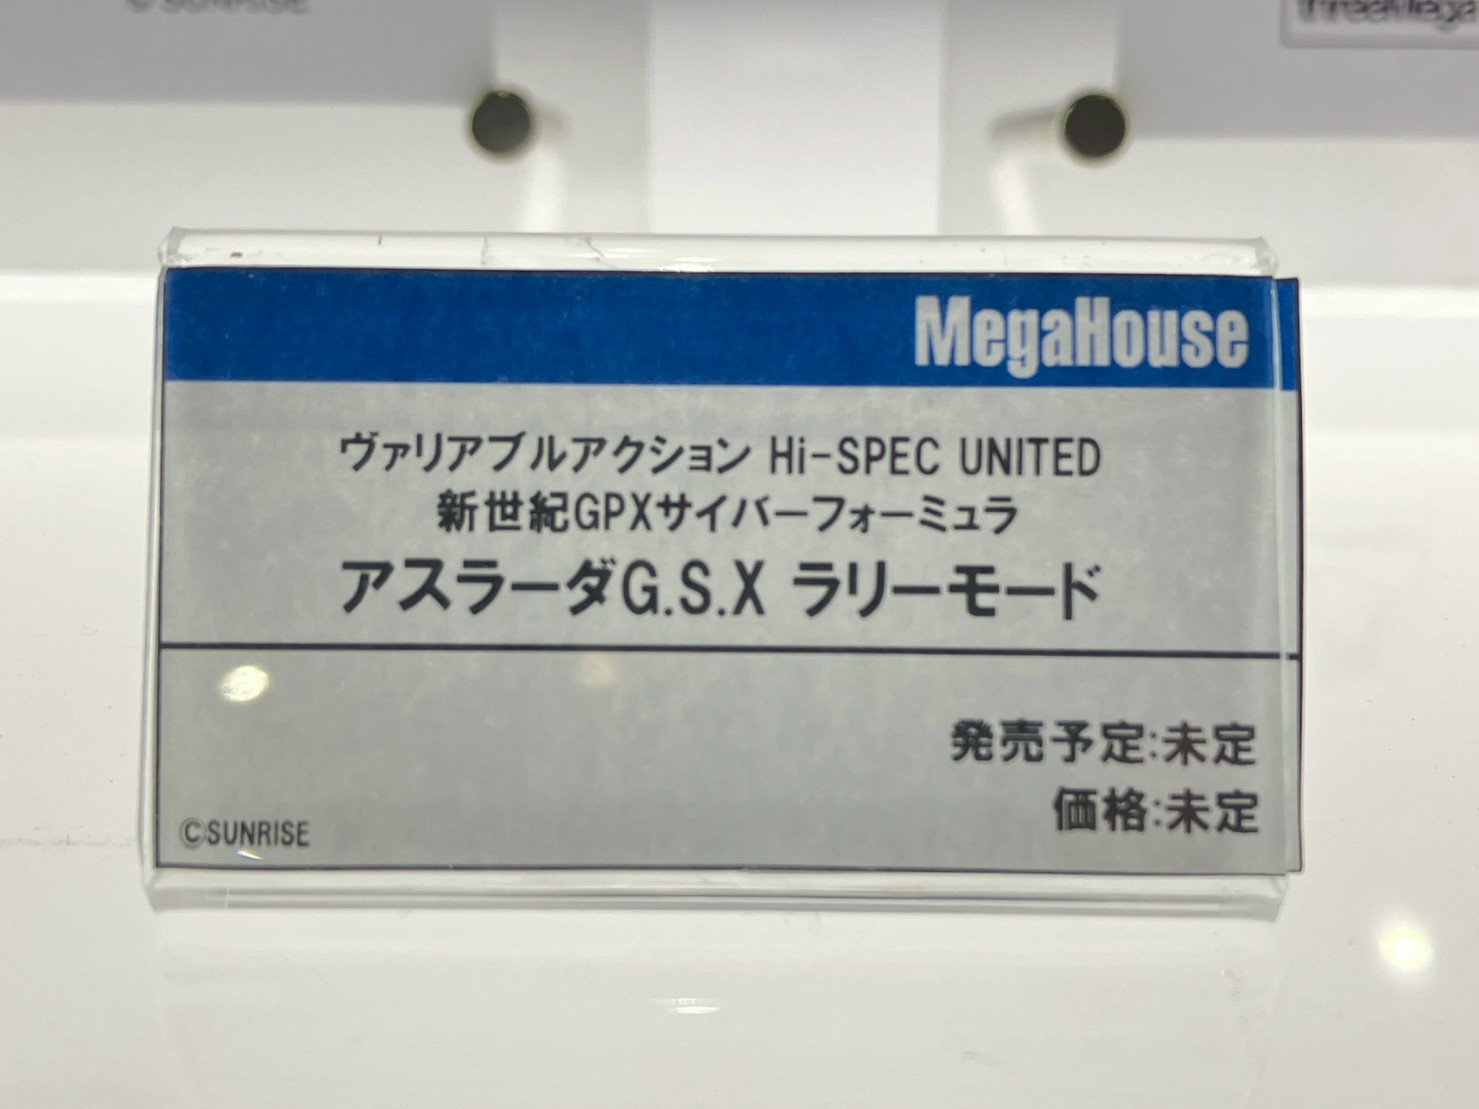 ©SUNRISE
threeMega
MegaHouse
ヴァリアブルアクション Hi-SPEC UNITED
新世紀GPXサイバーフォーミュラ
アスラーダG.S.X ラリーモード
発売予定:未定
価格:未定
©SUNRISE